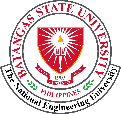 BATANGAS STATE UNIVERSITY
PHILIPPINES
The National Engineering University